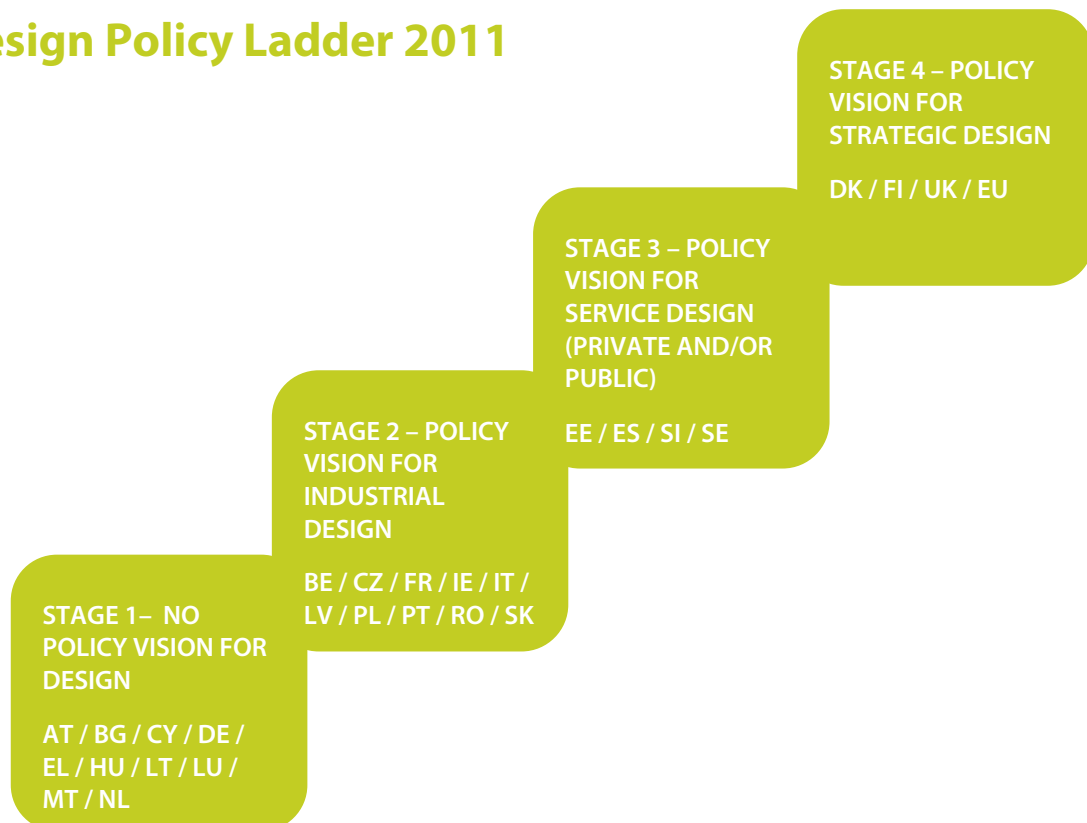 esign Policy Ladder 2011
STAGE 4 – POLICY
VISION FOR
STRATEGIC DESIGN
DK / FI / UK / EU
STAGE 3 – POLICY
VISION FOR
SERVICE DESIGN
(PRIVATE AND/OR
PUBLIC)
EE / ES / SI / SE
STAGE 2 – POLICY
VISION FOR
INDUSTRIAL
DESIGN
BE / CZ / FR / IE / IT /
LV / PL / PT / RO / SK
STAGE 1– NO
POLICY VISION FOR
DESIGN
AT / BG / CY / DE /
EL / HU / LT / LU /
MT / NL